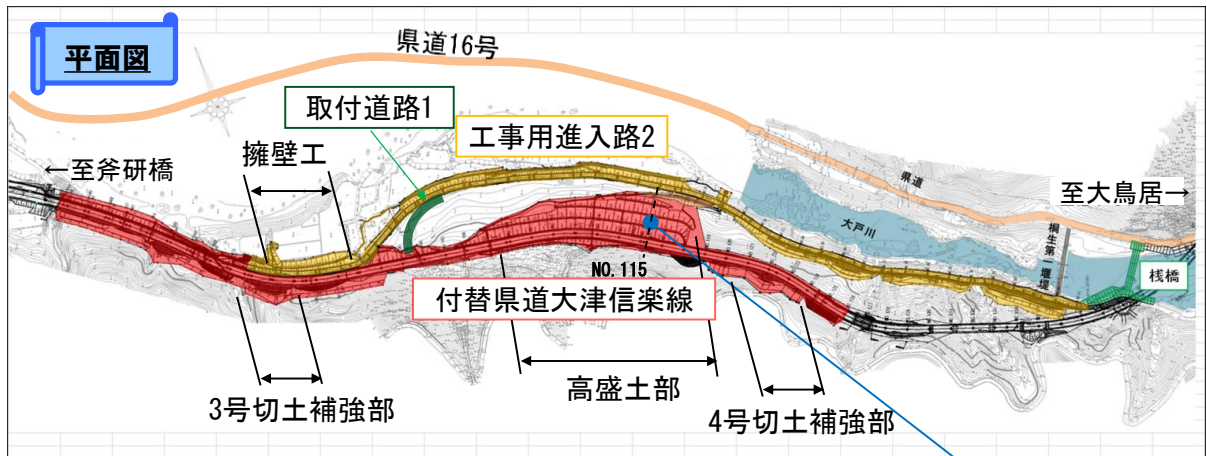 平面図
県道16号
取付道路1
工事用進入路2
擁壁工
←至斧研橋
県道
至大鳥居→
大戸川
桐生第一堰堤
桟橋
NO.115
付替県道大津信楽線
高盛土部
3号切土補強部
4号切土補強部